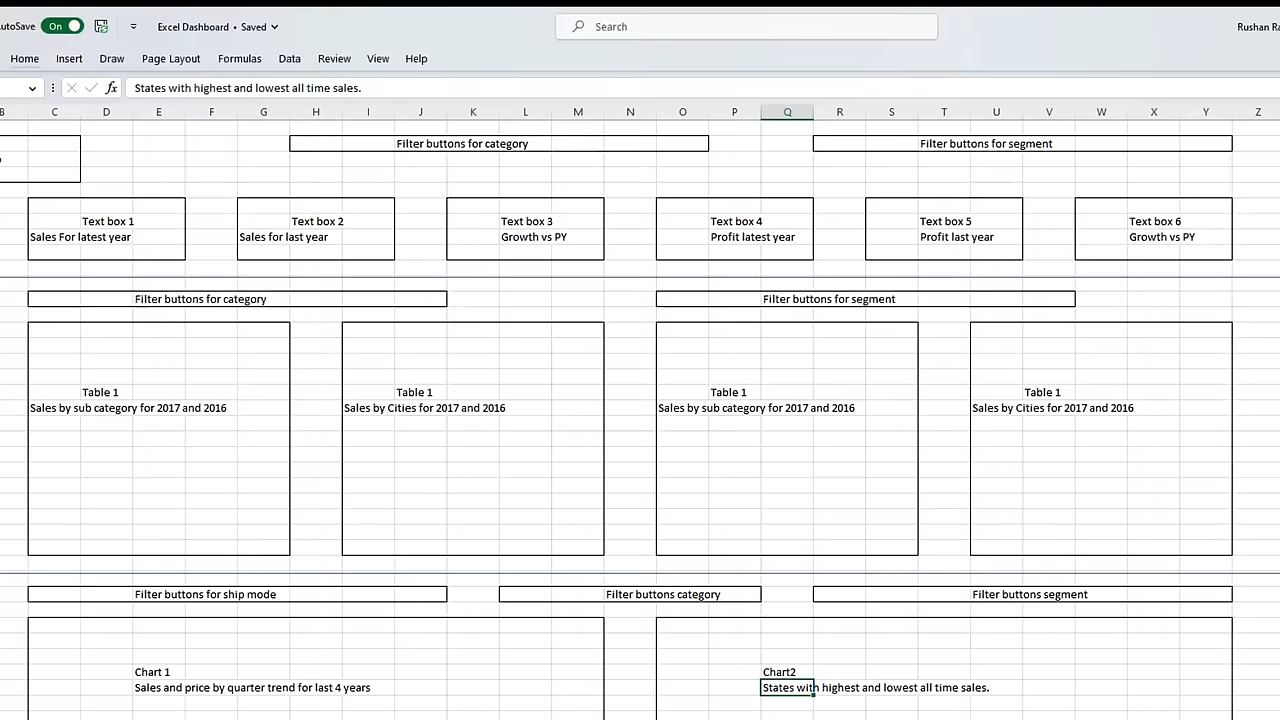 AutoSave On Excel Dashboard • Saved Search Rushan Ra
Home Insert Draw Page Layout Formulas Data Review View Help
fx States with highest and lowest all time sales.
B C D E F G H I J K L M N O P Q R S T U V W X Y Z
Filter buttons for category Filter buttons for segment
Text box 1 Text box 2 Text box 3 Text box 4 Text box 5 Text box 6
Sales For latest year Sales for last year Growth vs PY Profit latest year Profit last year Growth vs PY
Filter buttons for category Filter buttons for segment
Table 1 Table 1 Table 1 Table 1
Sales by sub category for 2017 and 2016 Sales by Cities for 2017 and 2016 Sales by sub category for 2017 and 2016 Sales by Cities for 2017 and 2016
Filter buttons for ship mode Filter buttons category Filter buttons segment
Chart 1 Chart2
Sales and price by quarter trend for last 4 years States with highest and lowest all time sales.